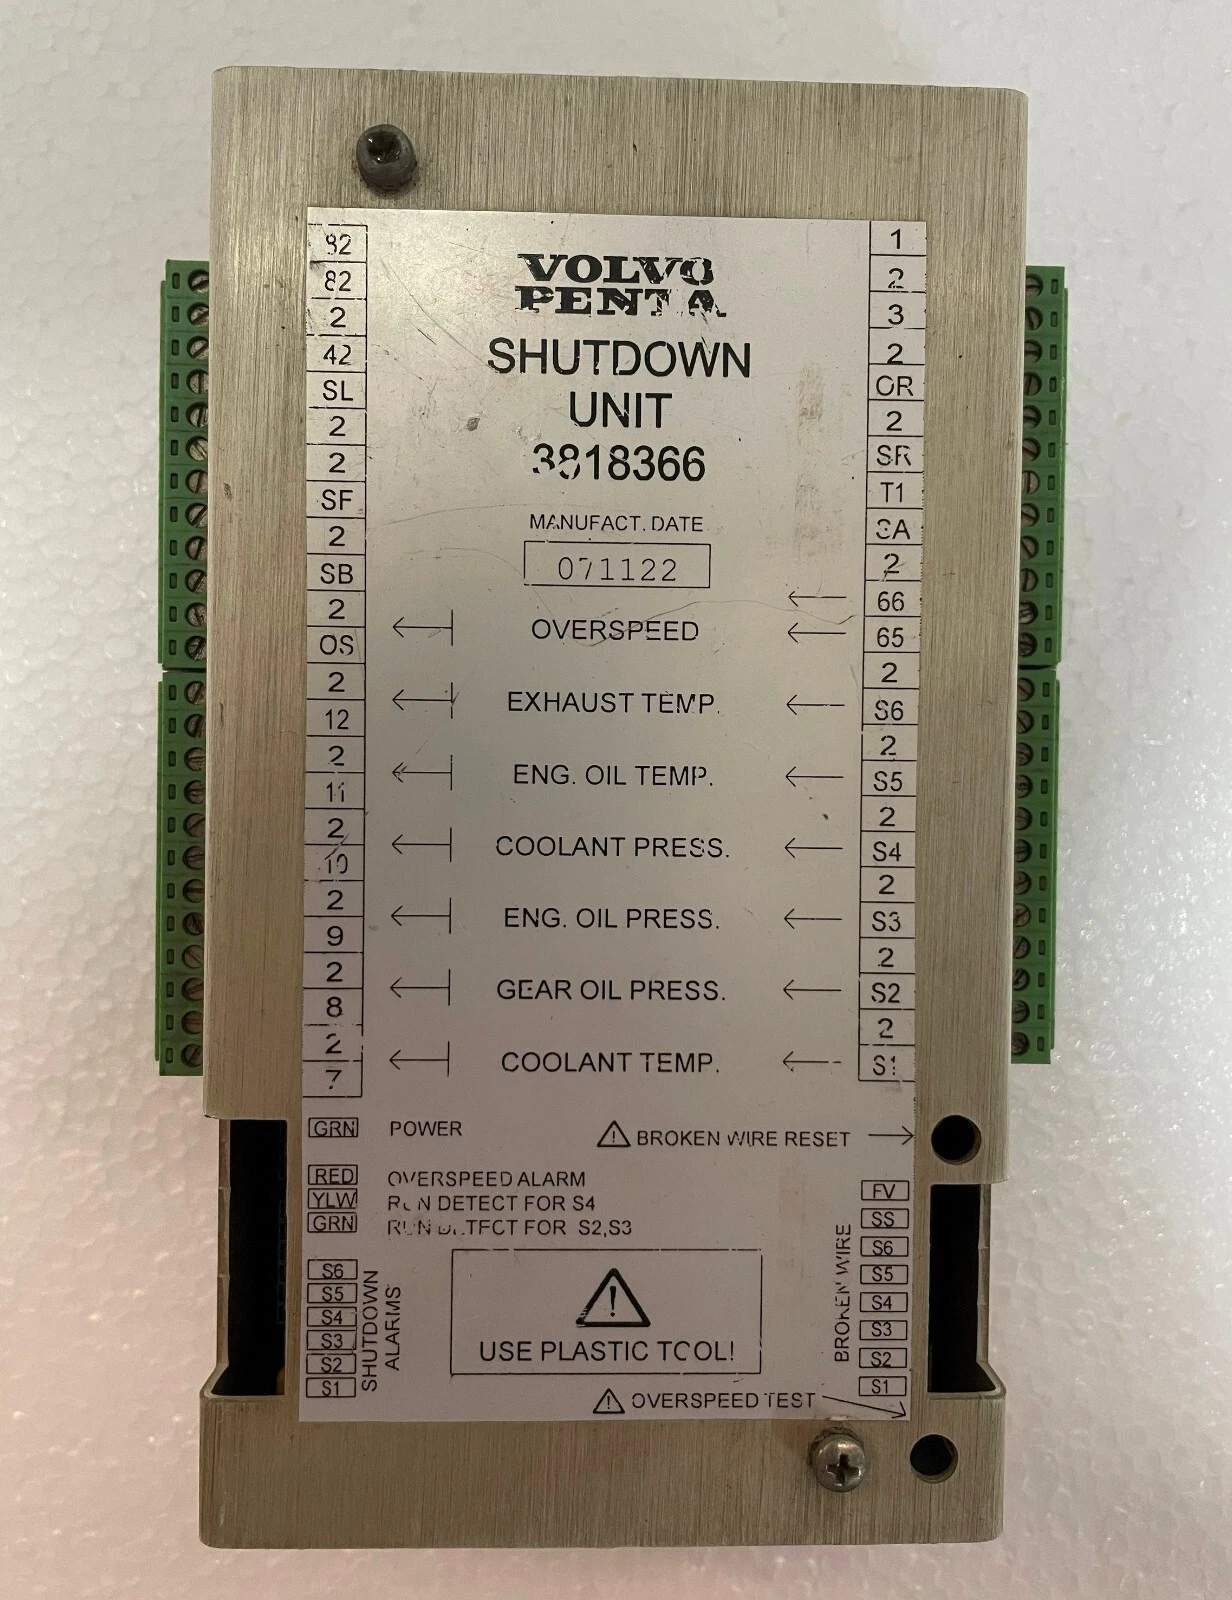 VOLVO
PENTA
SHUTDOWN
UNIT
3818366
MANUFACT. DATE
071122
82
82
2
42
SL
2
2
SF
2
SB
2
OS
2
12
2
11
2
10
2
9
2
8
2
7
OVERSPEED
EXHAUST TEMP.
ENG. OIL TEMP.
COOLANT PRESS.
ENG. OIL PRESS.
GEAR OIL PRESS.
COOLANT TEMP.
1
2
3
2
OR
2
SR
T1
SA
2
66
65
2
S6
2
S5
2
S4
2
S3
2
S2
2
S1
GRN POWER
BROKEN WIRE RESET
RED OVERSPEED ALARM
YLW RUN DETECT FOR S4
GRN RUN DETECT FOR S2,S3
S6
S5
S4
S3
S2
S1
SHUTDOWN
ALARMS
! USE PLASTIC TOOL!
BROKEN WIRE
FV
SS
S6
S5
S4
S3
S2
S1
OVERSPEED TEST